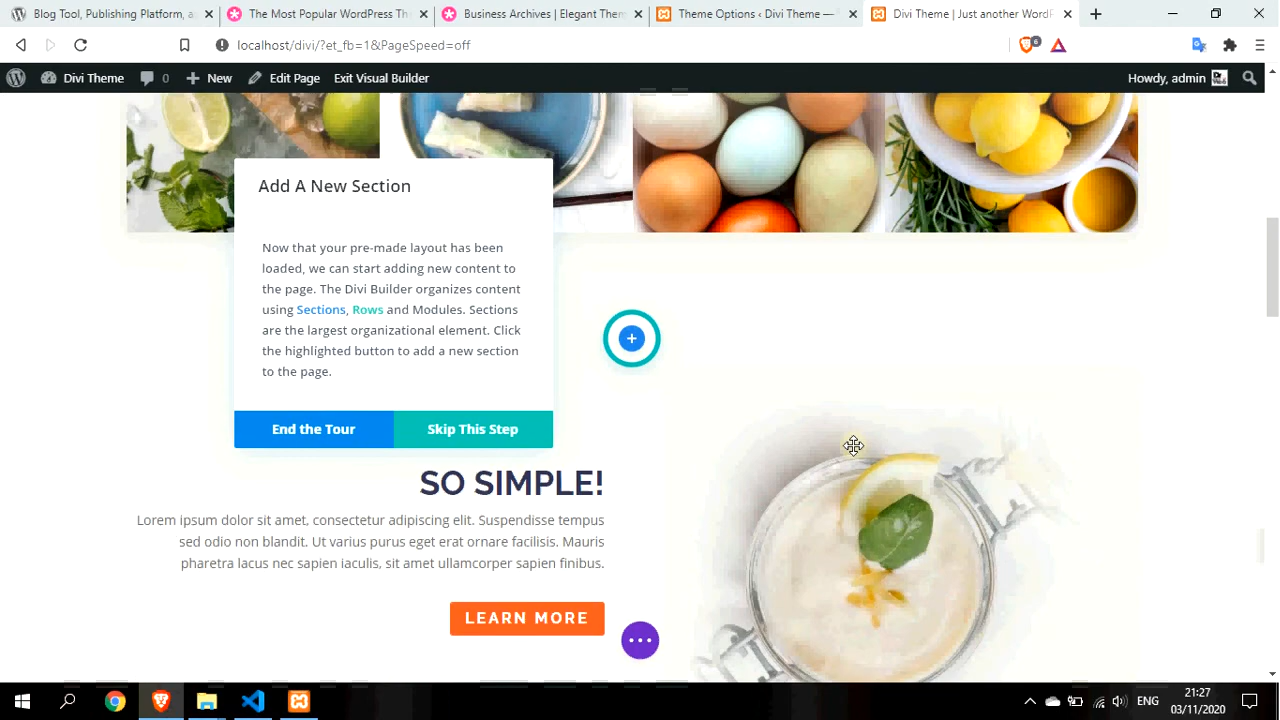 Blog Tool, Publishing Platform, a
The Most Popular WordPress Th
Business Archives | Elegant Them
Theme Options ‹ Divi Theme —
Divi Theme | Just another WordP
localhost/divi/?et_fb=1&PageSpeed=off
6
Divi Theme
0
New
Edit Page
Exit Visual Builder
Howdy, admin
Add A New Section
Now that your pre-made layout has been
loaded, we can start adding new content to
the page. The Divi Builder organizes content
using Sections, Rows and Modules. Sections
are the largest organizational element. Click
the highlighted button to add a new section
to the page.
End the Tour
Skip This Step
SO SIMPLE!
Lorem ipsum dolor sit amet, consectetur adipiscing elit. Suspendisse tempus
sed odio non blandit. Ut varius purus eget erat ornare facilisis. Mauris
pharetra lacus nec sapien iaculis, sit amet ullamcorper sapien finibus.
LEARN MORE
ENG
21:27
03/11/2020